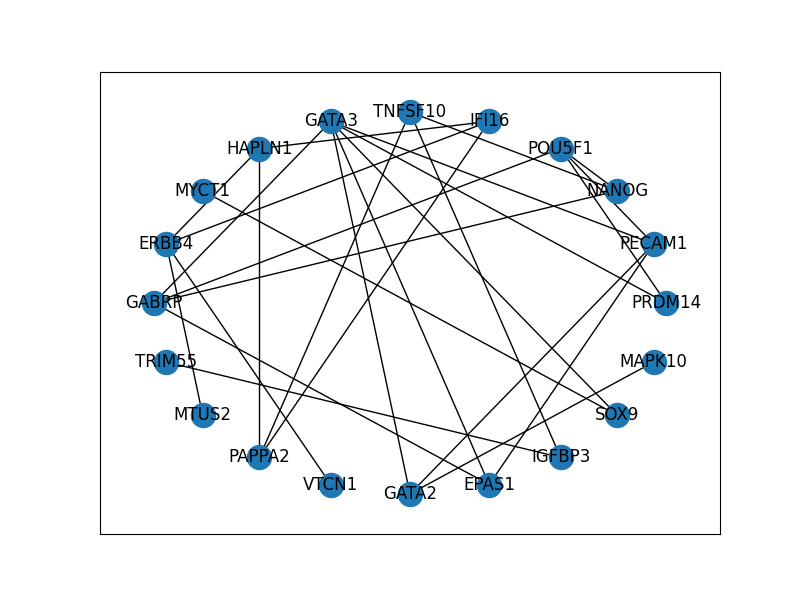 TNFSF10
GATA3
IFI16
HAPLN1
POU5F1
MYCT1
NANOG
ERBB4
PECAM1
GABRP
PRDM14
TRIM55
MAPK10
MTUS2
SOX9
PAPPA2
IGFBP3
VTCN1
EPAS1
GATA2